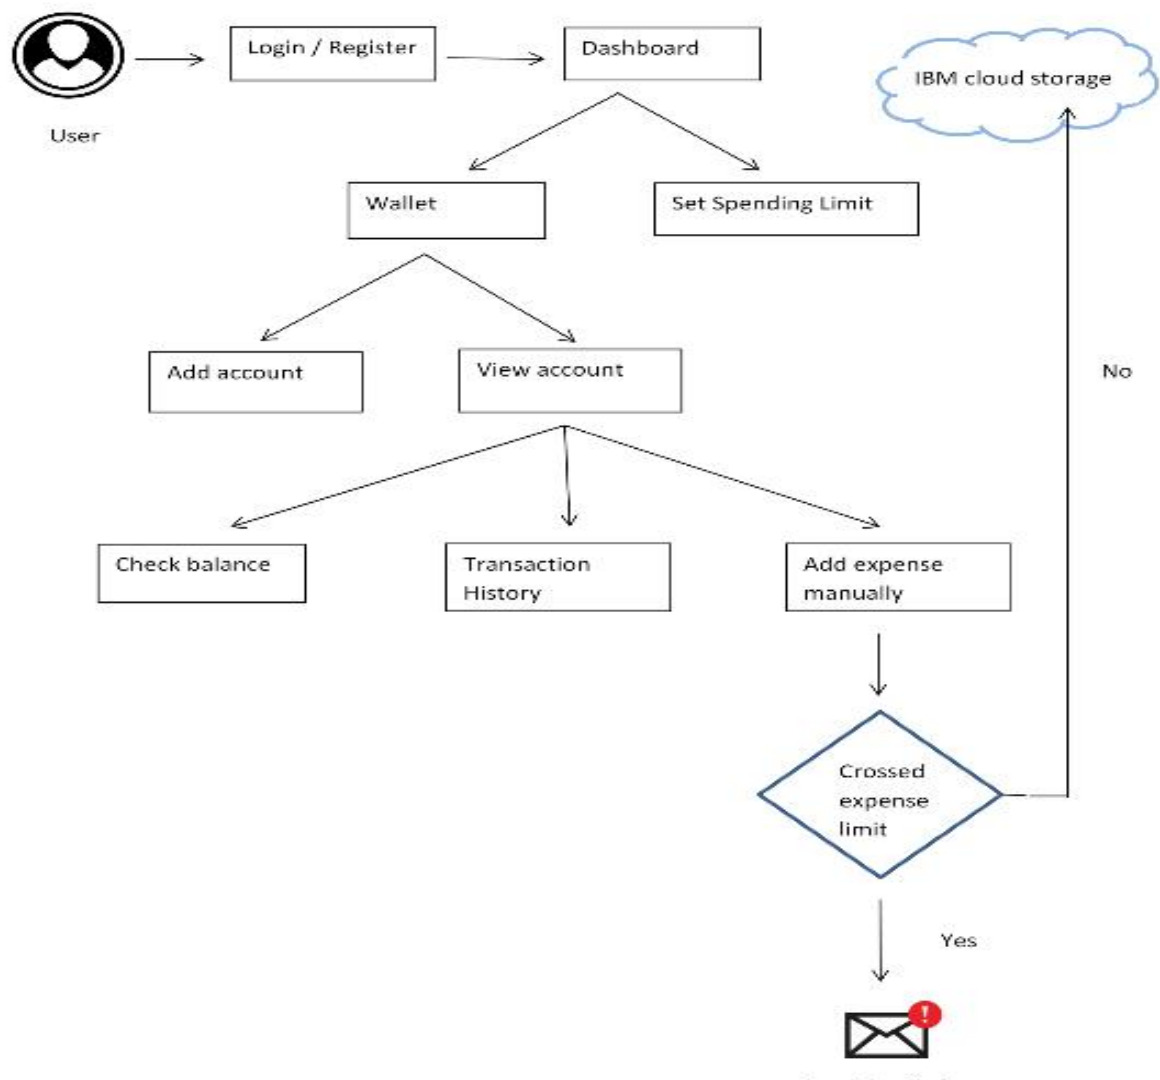 Login / Register
Dashboard
IBM cloud storage
User
Wallet
Set Spending Limit
Add account
View account
No
Check balance
Transaction
History
Add expense
manually
Crossed
expense
limit
Yes
!